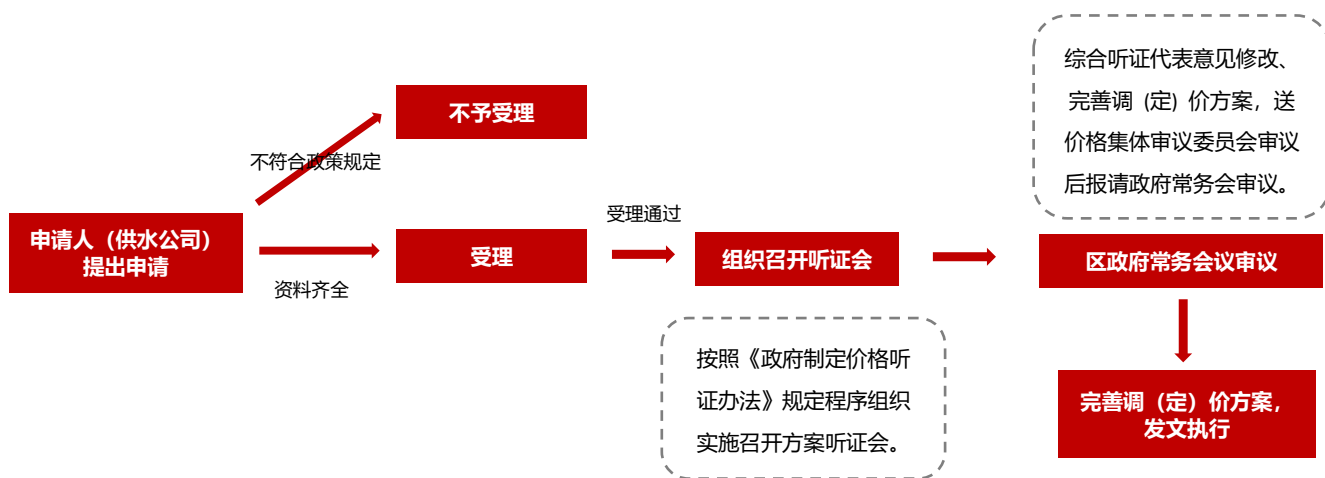 综合听证代表意见修改、
完善调（定）价方案，送
价格集体审议委员会审议
后报请政府常务会审议。
不予受理
不符合政策规定
受理通过
申请人（供水公司）
提出申请
受理
组织召开听证会
区政府常务会议审议
资料齐全
按照《政府制定价格听
证办法》规定程序组织
实施召开方案听证会。
完善调（定）价方案，
发文执行